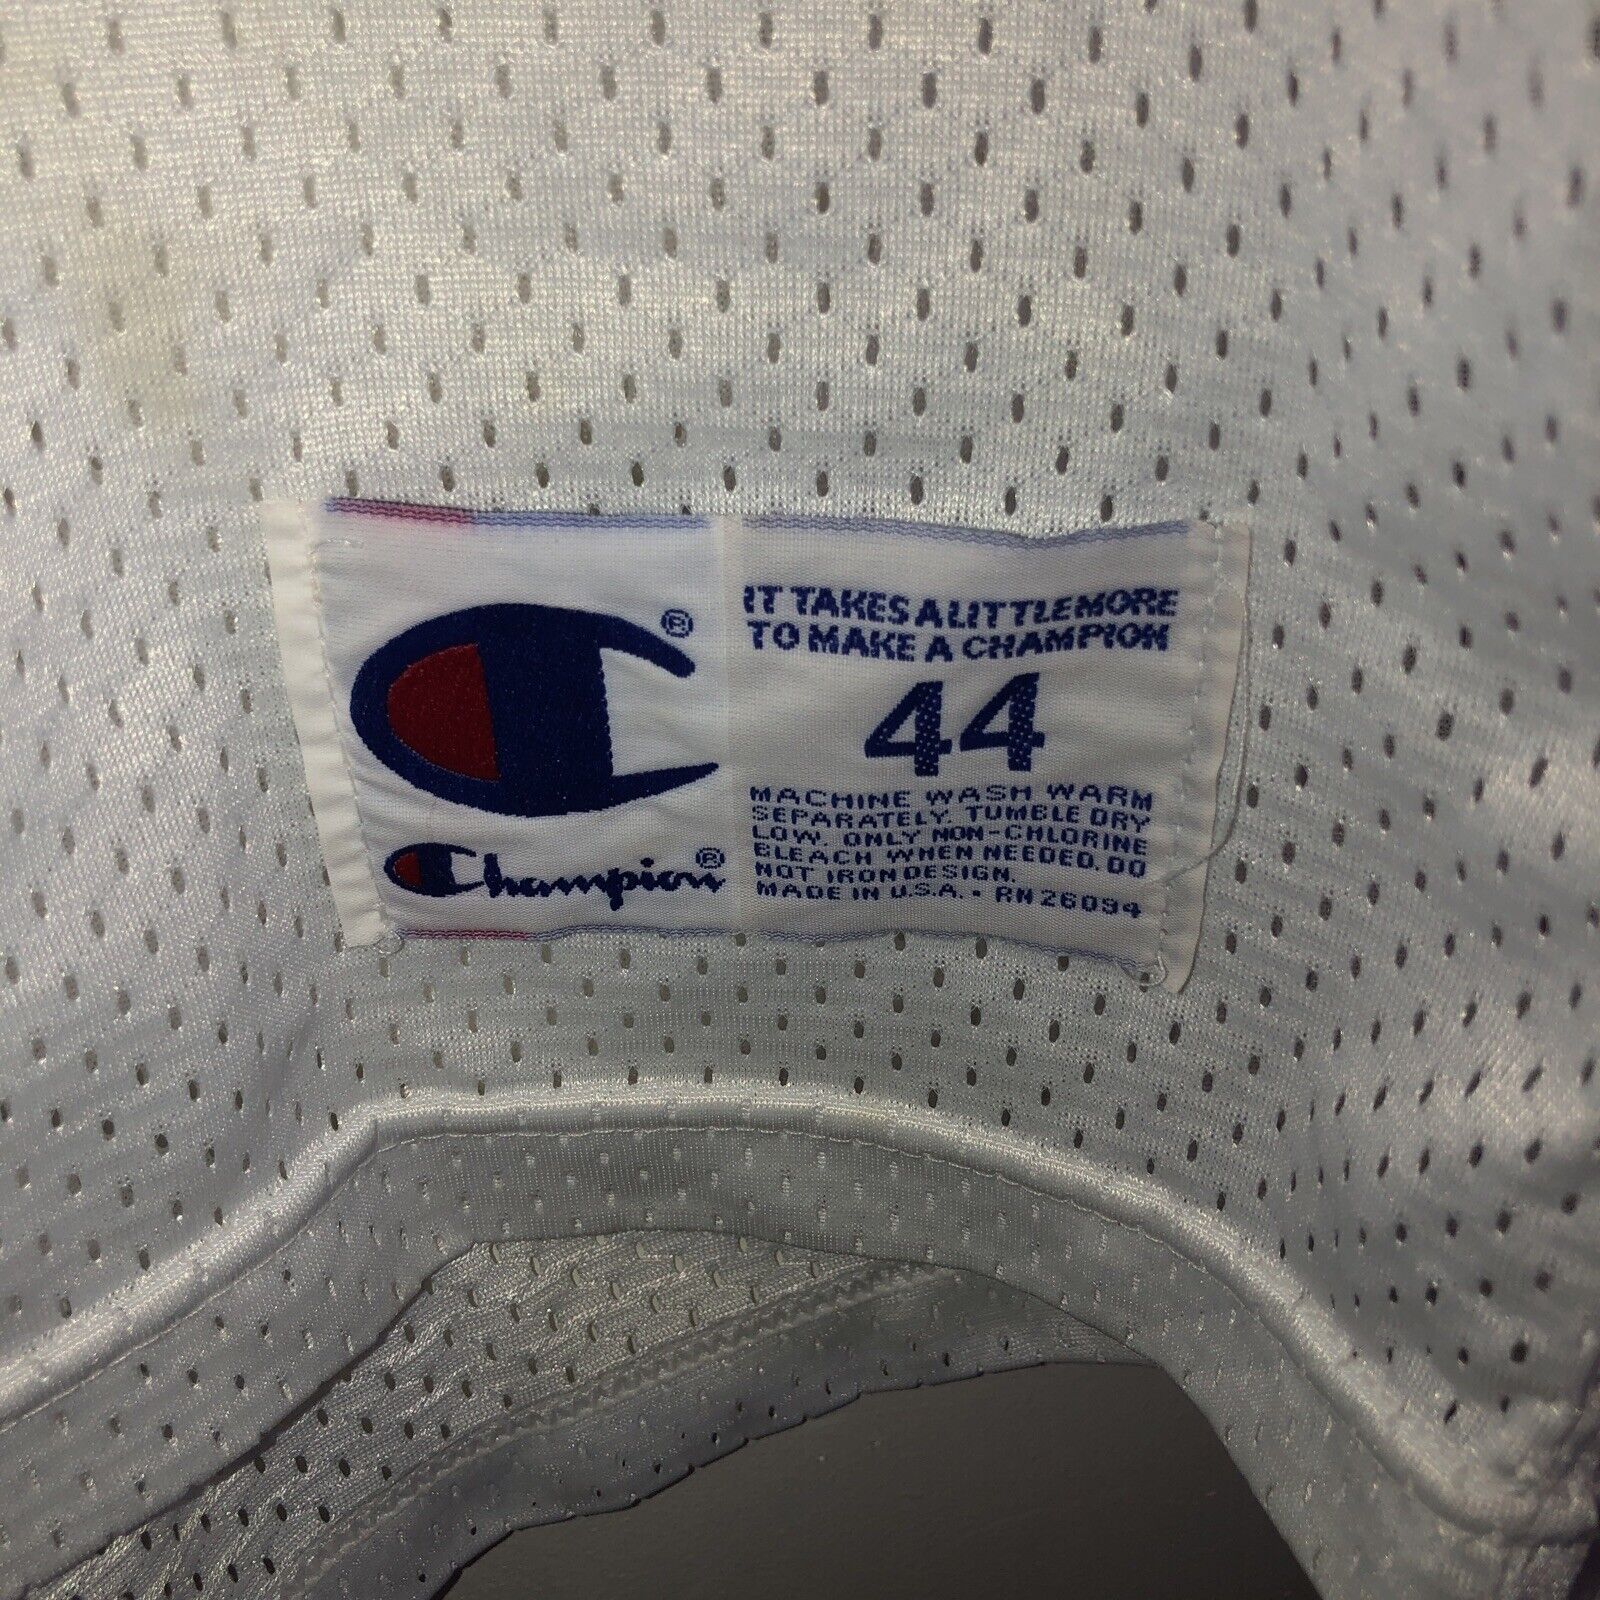 ®
Champion®
IT TAKES A LITTLE MORE
TO MAKE A CHAMPION
44
MACHINE WASH WARM
SEPARATELY. TUMBLE DRY
LOW. ONLY NON-CHLORINE
BLEACH WHEN NEEDED. DO
NOT IRON DESIGN.
MADE IN U.S.A. • RN 26094